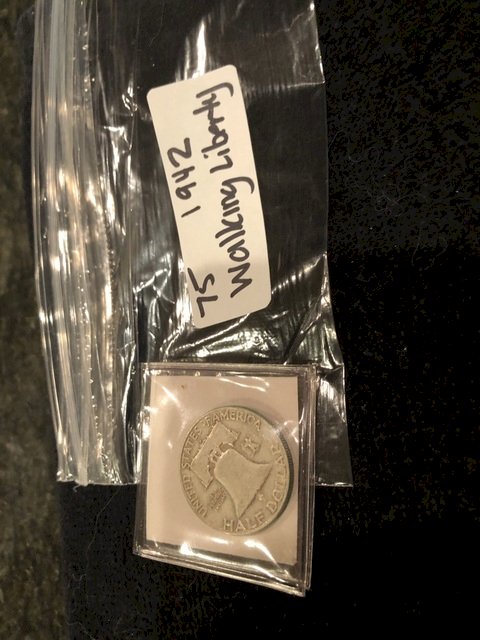 75 1942
Walking Liberty
UNITED STATES OF AMERICA
HALF DOLLAR